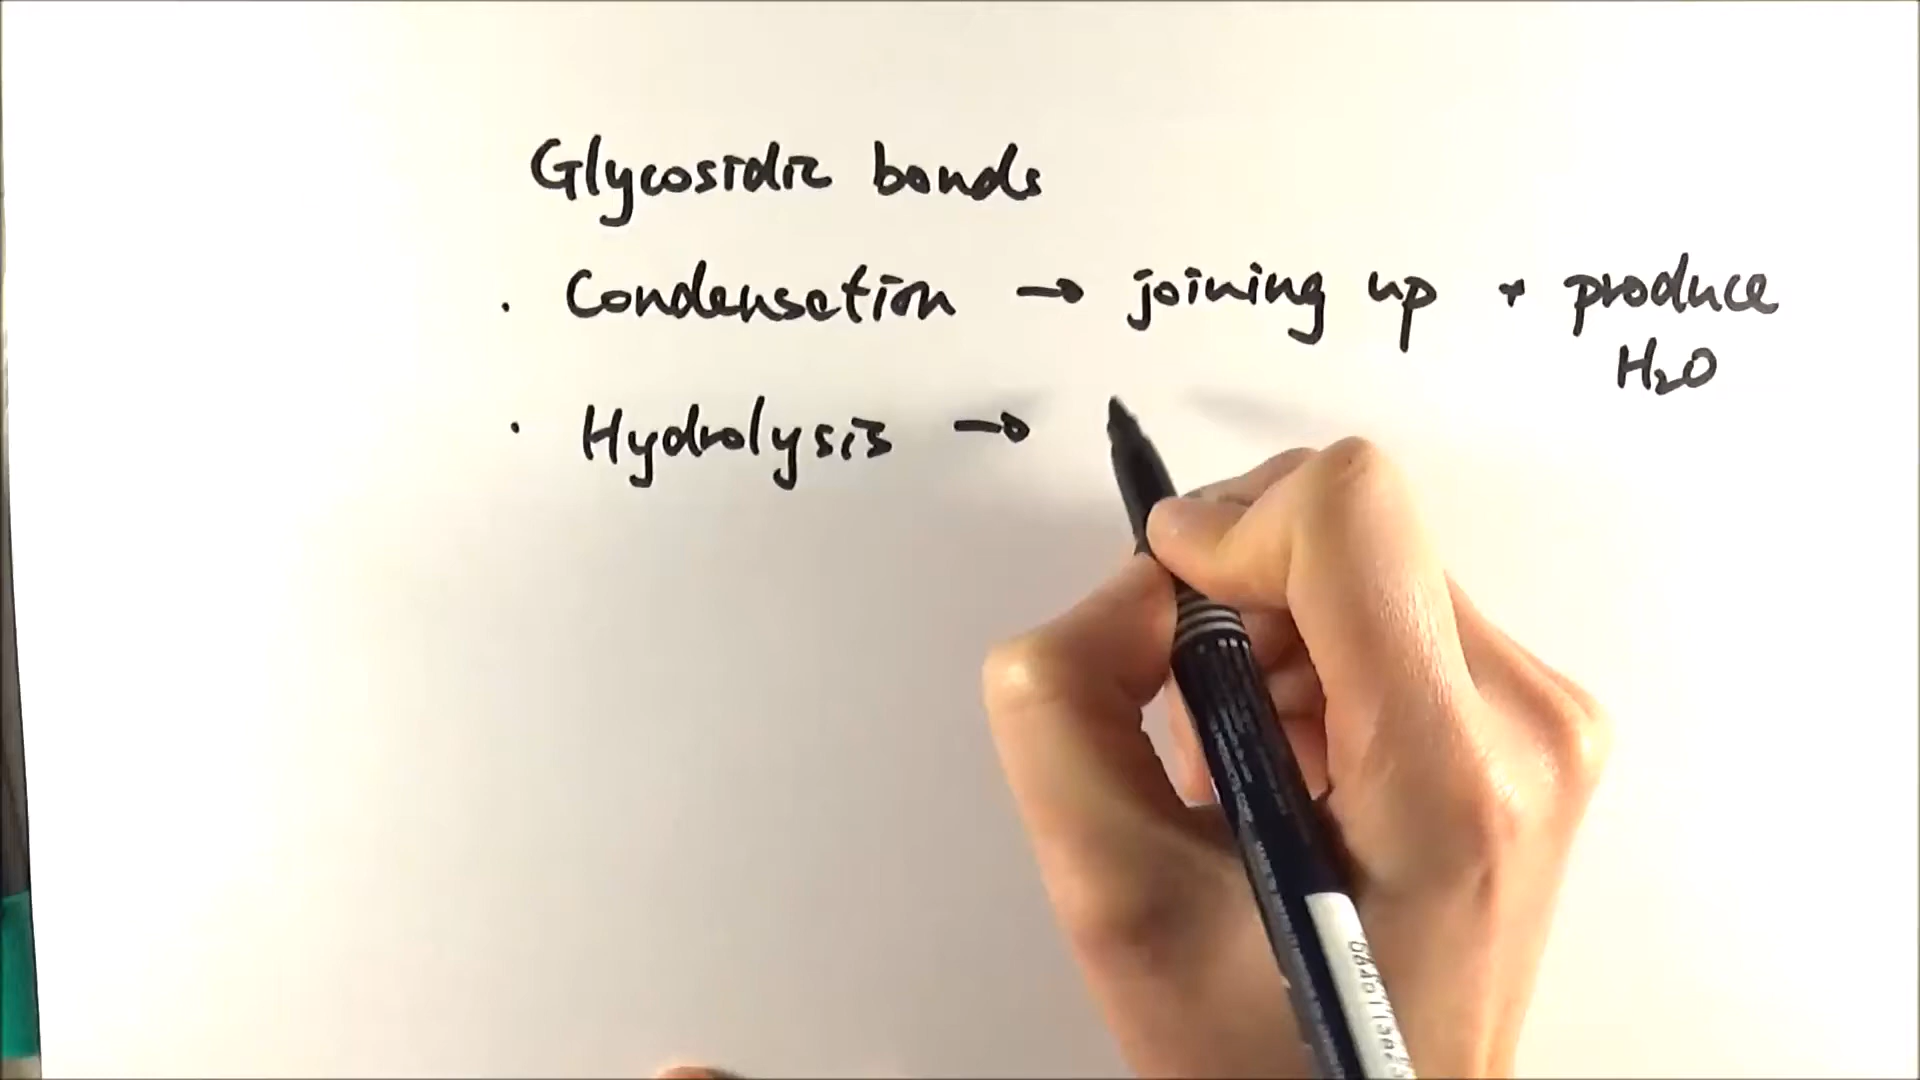 Glycosidic bonds
. Condensation → joining up + produce
H₂O
. Hydrolysis →